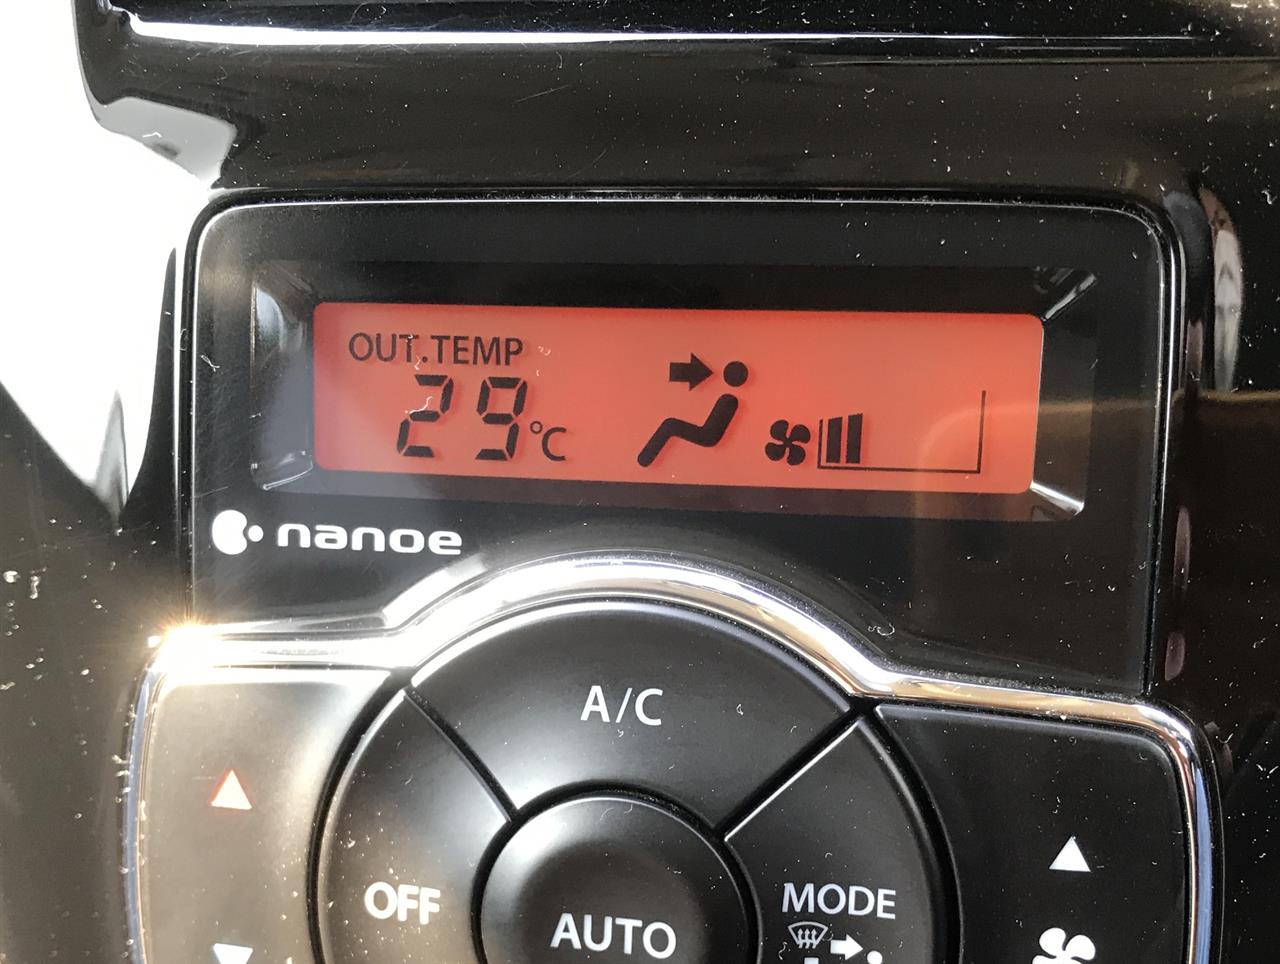 OUT.TEMP
29°C
nanoe
A/C
OFF
AUTO
MODE